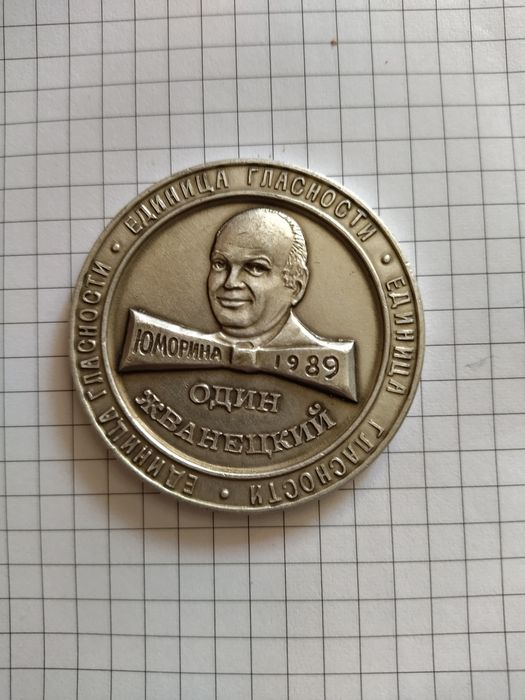 ЕДИНИЦА ГЛАСНОСТИ • ЕДИНИЦА ГЛАСНОСТИ • ЕДИНИЦА ГЛАСНОСТИ •
ЮМОРИНА 1989
ОДИН
ЖВАНЕЦКИЙ